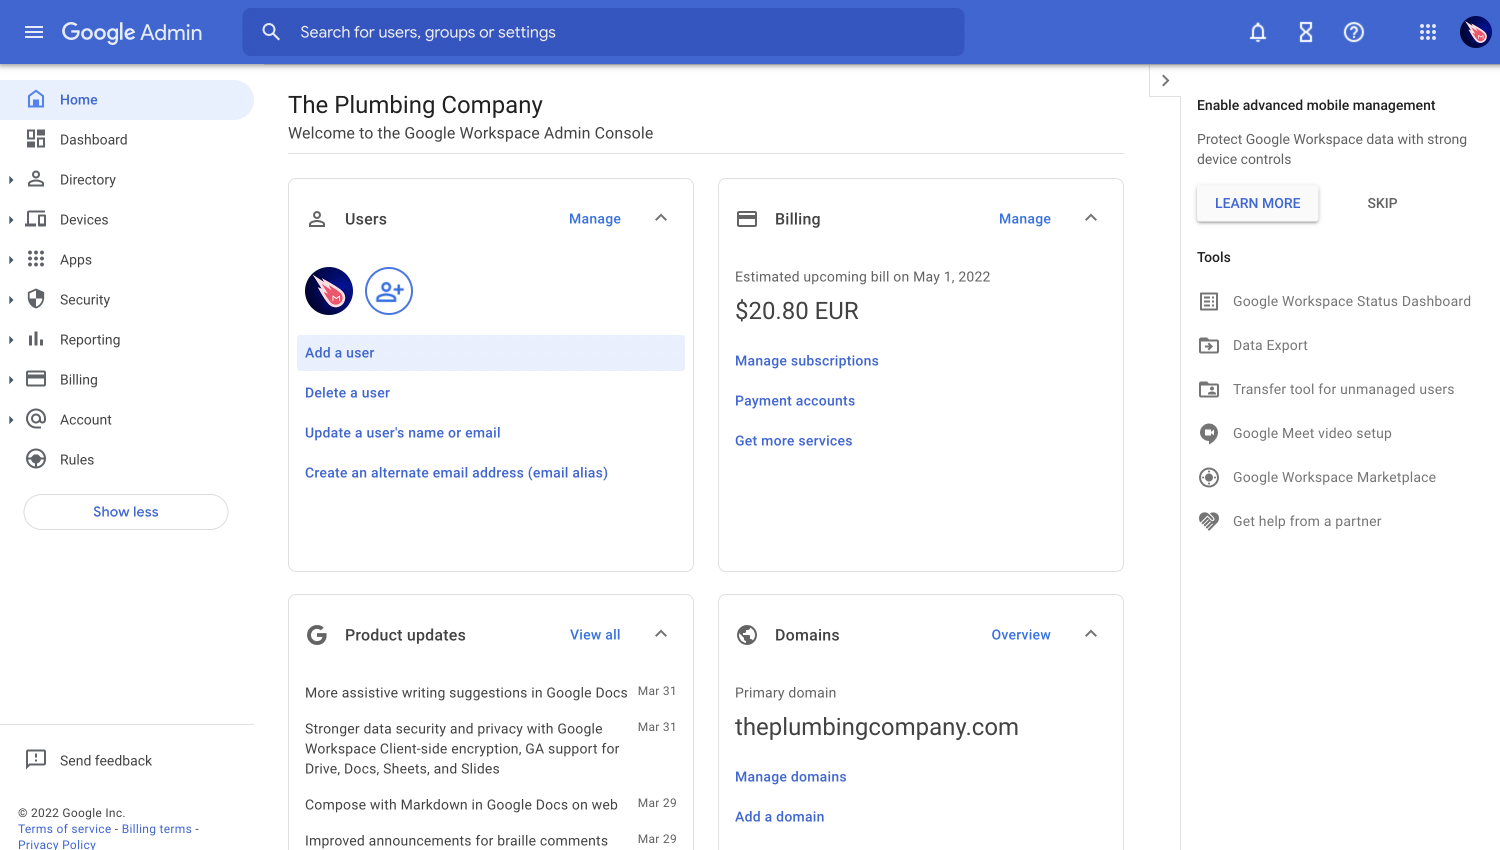 Google Admin
Search for users, groups or settings
Home
Dashboard
Directory
Devices
Apps
Security
Reporting
Billing
Account
Rules
Show less
Send feedback
© 2022 Google Inc.
Terms of service - Billing terms -
Privacy Policy
The Plumbing Company
Welcome to the Google Workspace Admin Console
Users
Manage
Add a user
Delete a user
Update a user's name or email
Create an alternate email address (email alias)
Billing
Manage
Estimated upcoming bill on May 1, 2022
$20.80 EUR
Manage subscriptions
Payment accounts
Get more services
Product updates
View all
More assistive writing suggestions in Google Docs Mar 31
Stronger data security and privacy with Google Mar 31
Workspace Client-side encryption, GA support for
Drive, Docs, Sheets, and Slides
Compose with Markdown in Google Docs on web Mar 29
Improved announcements for braille comments Mar 29
Domains
Overview
Primary domain
theplumbingcompany.com
Manage domains
Add a domain
Enable advanced mobile management
Protect Google Workspace data with strong
device controls
LEARN MORE
SKIP
Tools
Google Workspace Status Dashboard
Data Export
Transfer tool for unmanaged users
Google Meet video setup
Google Workspace Marketplace
Get help from a partner